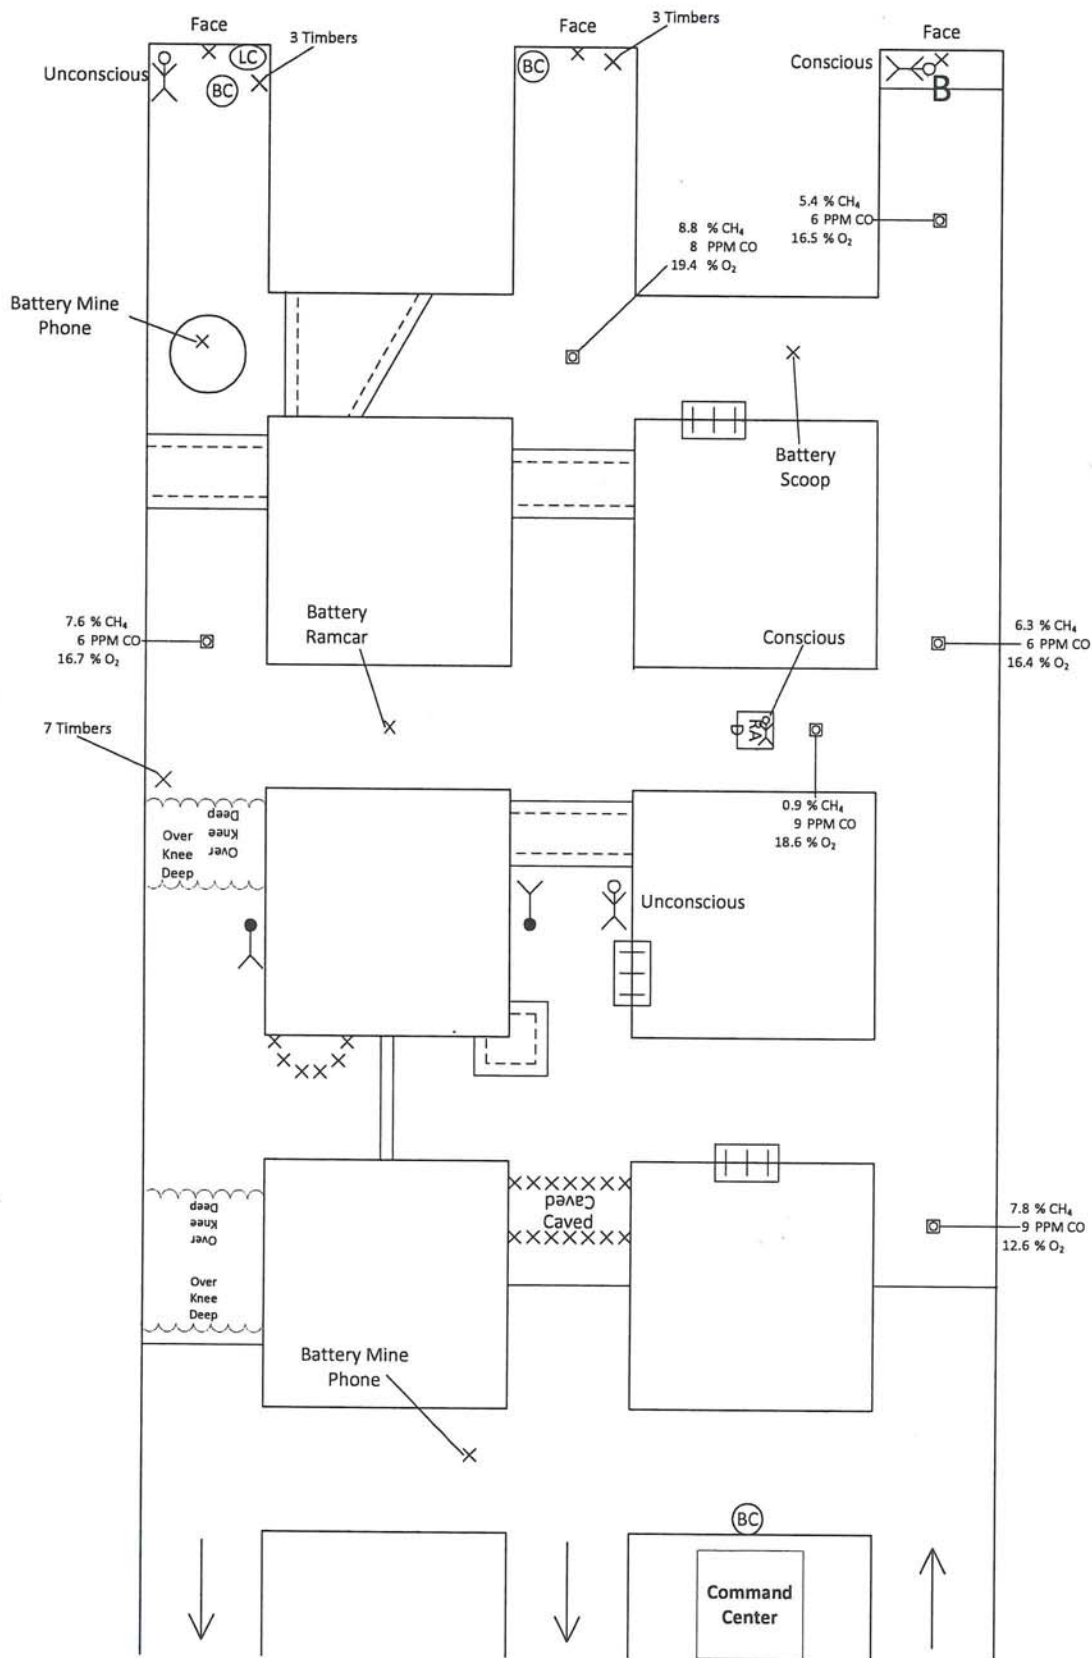 Face
3 Timbers
LC
BC
Unconscious
Face
3 Timbers
BC
Face
Conscious
B
5.4 % CH₄
6 PPM CO
16.5 % O₂
8.8 % CH₄
8 PPM CO
19.4 % O₂
Battery Mine
Phone
Battery
Scoop
Battery
Ramcar
7.6 % CH₄
6 PPM CO
16.7 % O₂
Conscious
6.3 % CH₄
6 PPM CO
16.4 % O₂
7 Timbers
RA
D
Over
Knee
Deep
Over
Knee
Deep
0.9 % CH₄
9 PPM CO
18.6 % O₂
Unconscious
Over
Knee
Deep
Over
Knee
Deep
Caved
Caved
7.8 % CH₄
9 PPM CO
12.6 % O₂
Battery Mine
Phone
BC
Command
Center